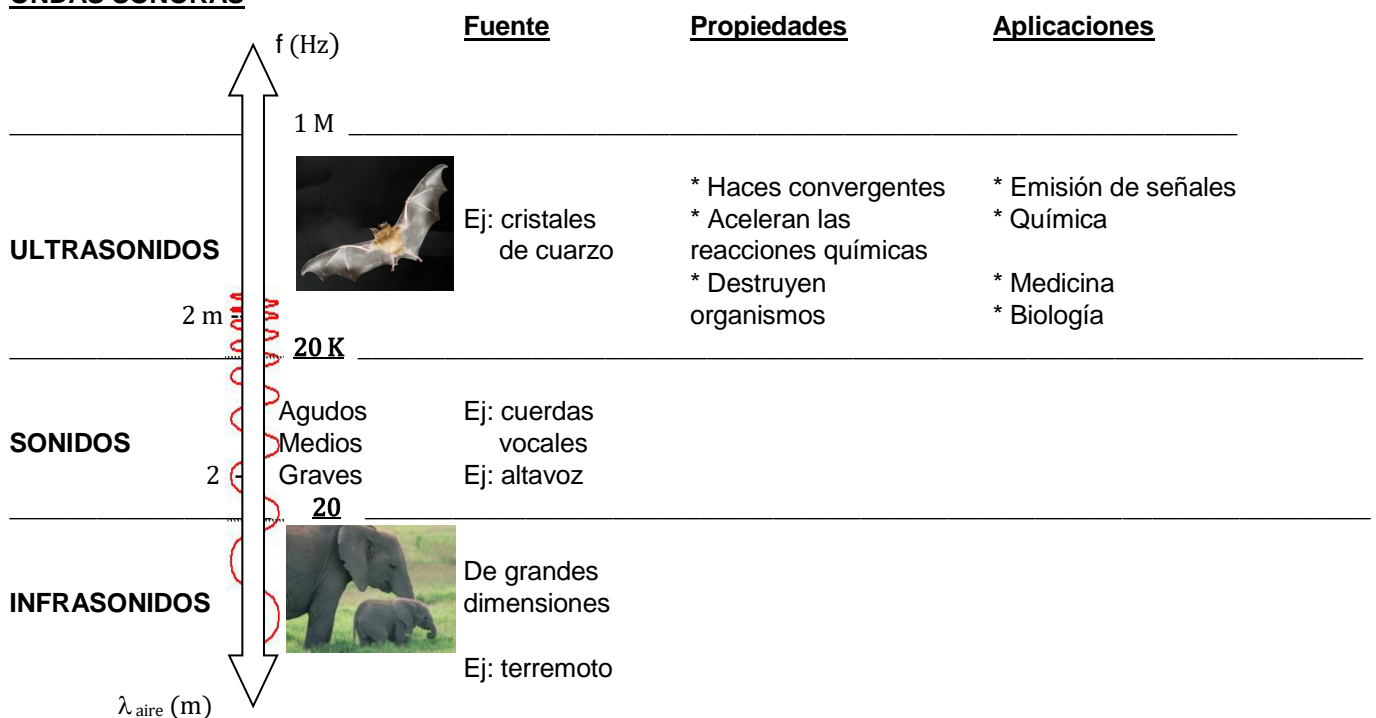 ONDAS SONORAS
Fuente Propiedades Aplicaciones
f (Hz)
1 M
* Haces convergentes * Emisión de señales
Ej: cristales * Aceleran las * Química
ULTRASONIDOS de cuarzo reacciones químicas
* Destruyen * Medicina
2 m organismos * Biología
20 K
Agudos Ej: cuerdas
SONIDOS Medios vocales
2 Graves Ej: altavoz
20
De grandes
INFRASONIDOS dimensiones
Ej: terremoto
λ aire (m)